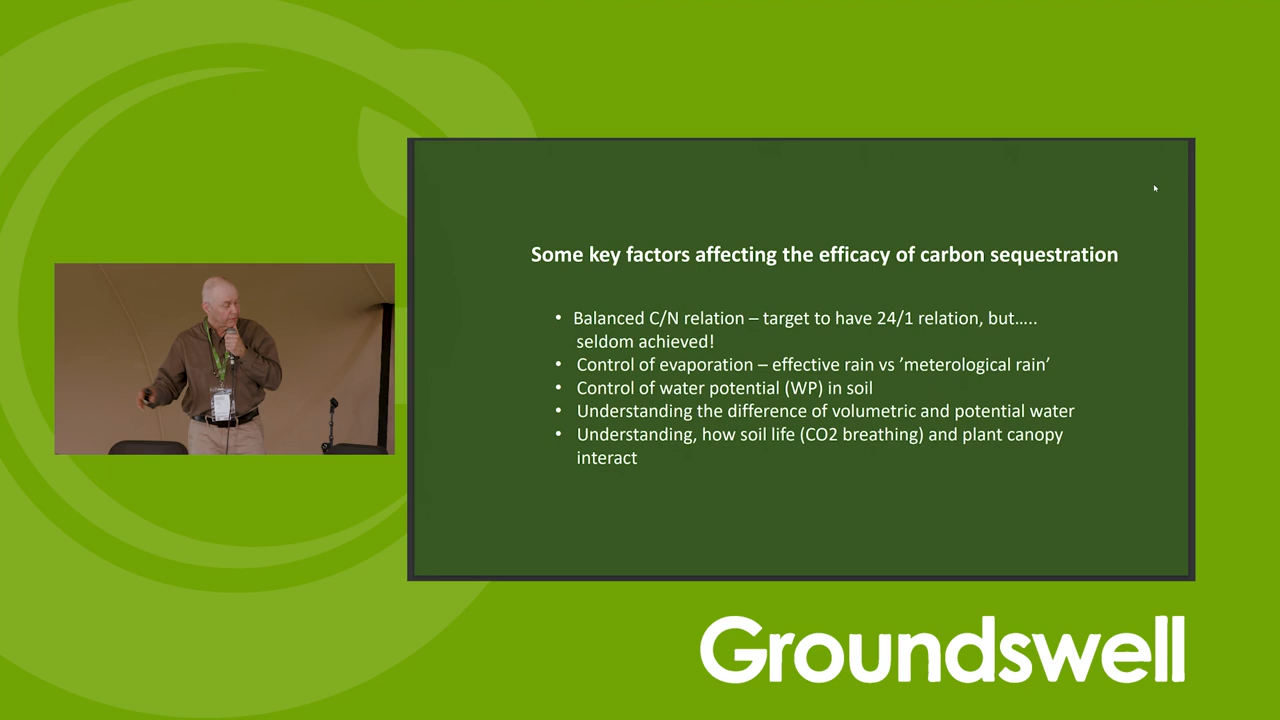 Some key factors affecting the efficacy of carbon sequestration
• Balanced C/N relation – target to have 24/1 relation, but…..
seldom achieved!
• Control of evaporation – effective rain vs ’meterological rain’
• Control of water potential (WP) in soil
• Understanding the difference of volumetric and potential water
• Understanding, how soil life (CO2 breathing) and plant canopy
interact
Groundswell